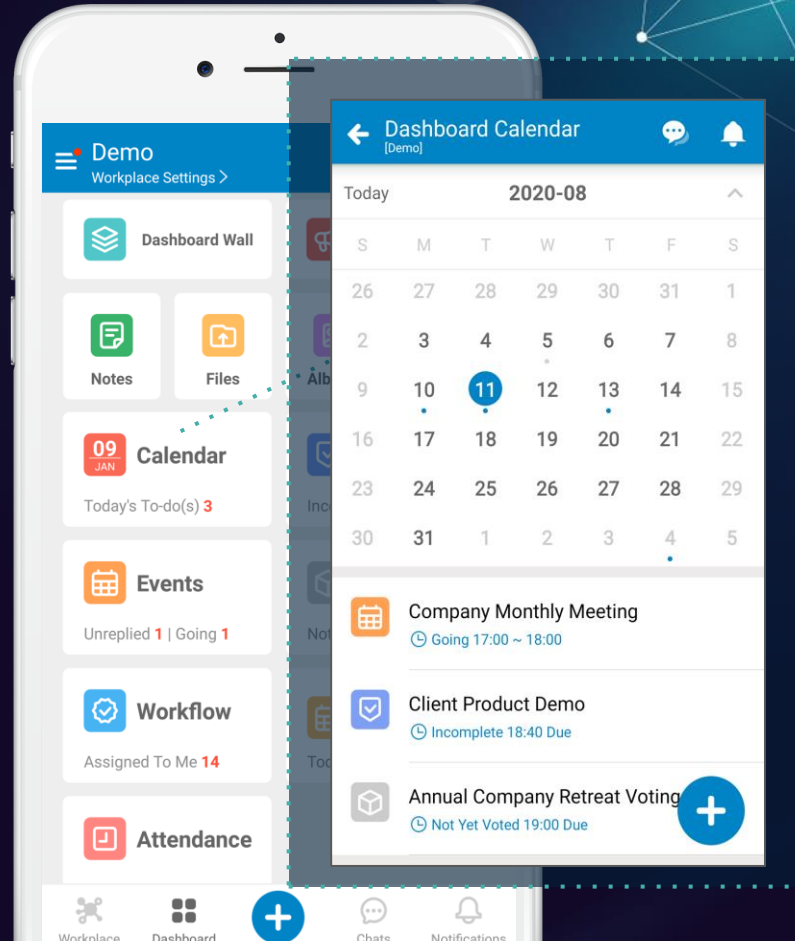 Demo
Workplace Settings >
Dashboard Wall
Notes
Files
Alb
09
JAN
Calendar
Today's To-do(s) 3
Inc
Events
Unreplied 1 | Going 1
Not
Workflow
Assigned To Me 14
Attendance
Workplace
Dashboard
Chats
Notifications
Dashboard Calendar
[Demo]
Today 2020-08
S M T W T F S
26 27 28 29 30 31 1
2 3 4 5 6 7 8
9 10 11 12 13 14 15
16 17 18 19 20 21 22
23 24 25 26 27 28 29
30 31 1 2 3 4 5
Company Monthly Meeting
Going 17:00 ~ 18:00
Client Product Demo
Incomplete 18:40 Due
Annual Company Retreat Voting
Not Yet Voted 19:00 Due